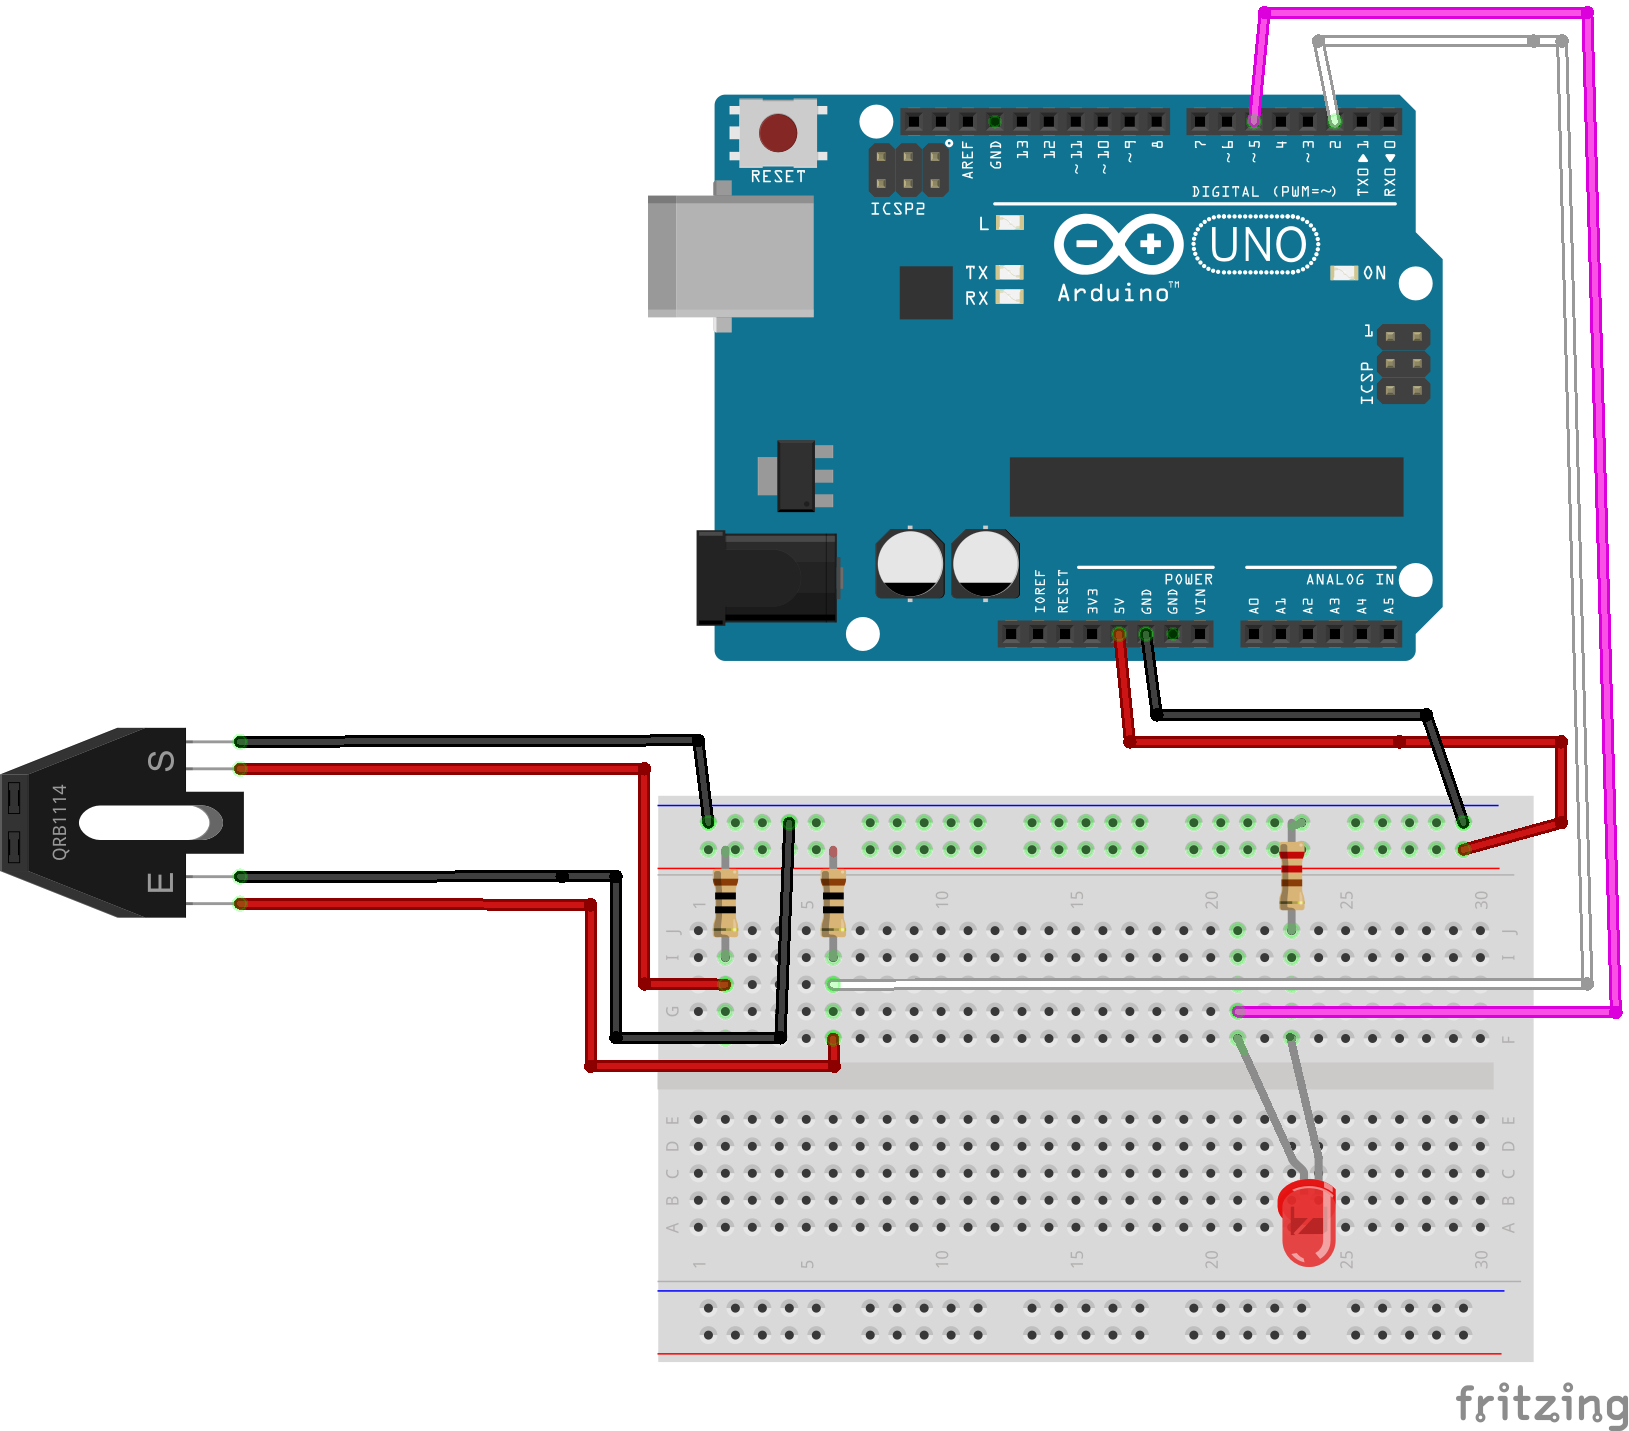 RESET
ICSP2
AREF
GND
13
12
~11
~10
~9
8
7
~6
~5
4
~3
2
TX0▶1
RX0◀0
DIGITAL (PWM=~)
L
TX
RX
UNO
Arduino™
ON
1
ICSP
IOREF
RESET
3V3
5V
GND
GND
VIN
POWER
ANALOG IN
A0
A1
A2
A3
A4
A5
S
QRB1114
E
1 5 10 15 20 25 30
J J
I I
G G
F F
E E
D D
C C
B B
A A
1 5 10 15 20 25 30
fritzing